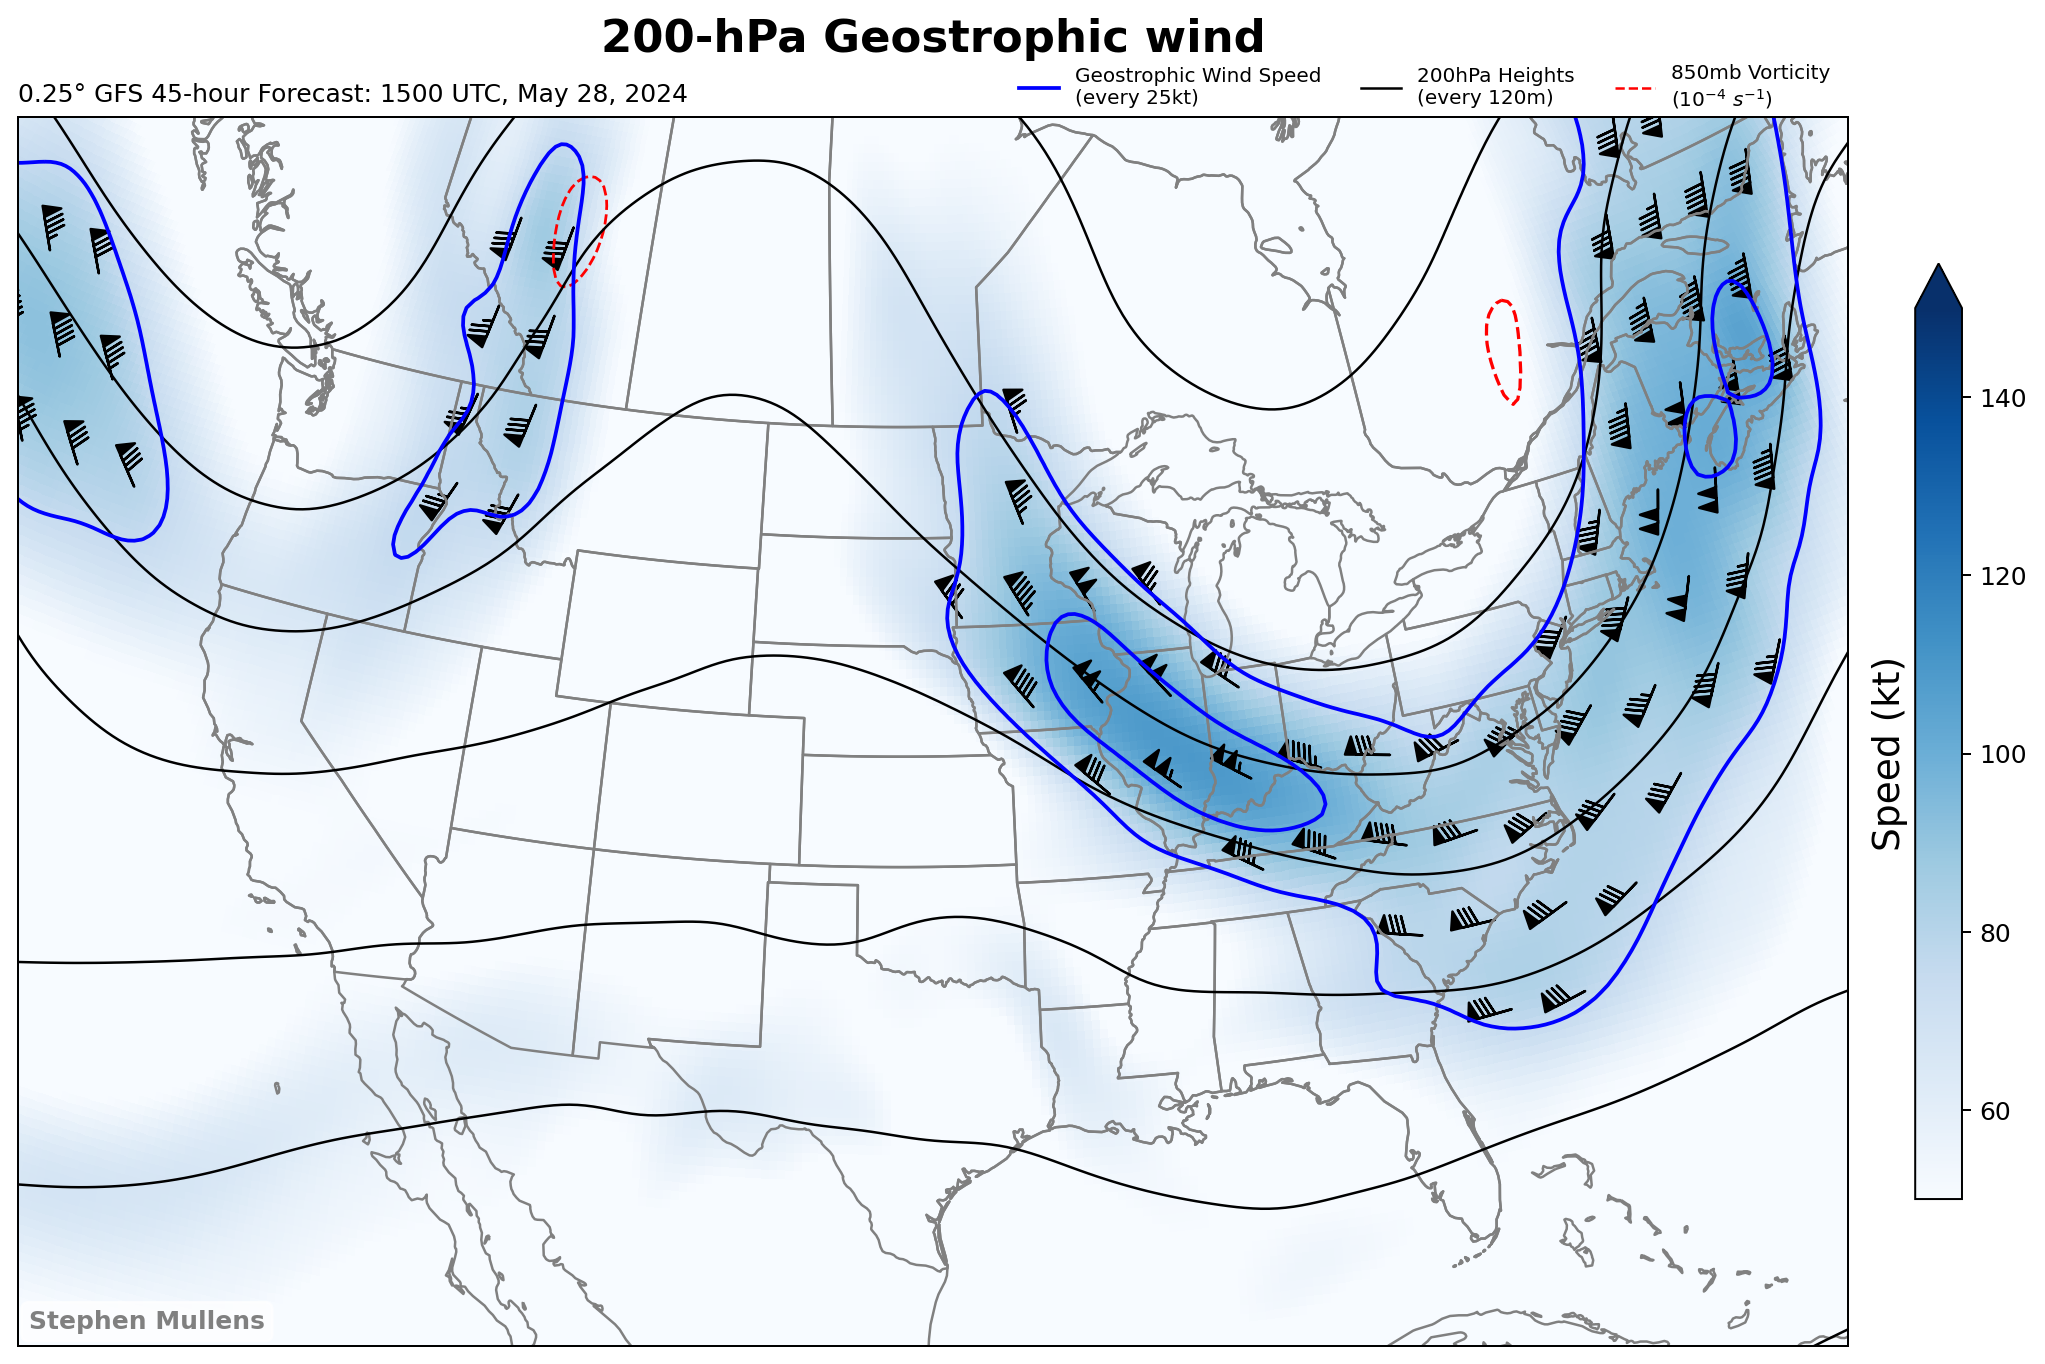 200-hPa Geostrophic wind
0.25° GFS 45-hour Forecast: 1500 UTC, May 28, 2024
Geostrophic Wind Speed
(every 25kt)
200hPa Heights
(every 120m)
850mb Vorticity
(10⁻⁴ s⁻¹)
140
120
100
80
60
Speed (kt)
Stephen Mullens